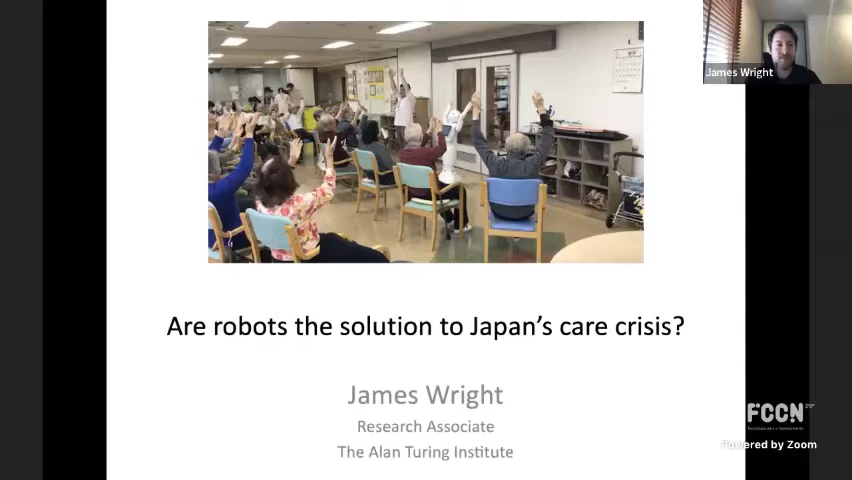 James Wright
Are robots the solution to Japan's care crisis?
James Wright
Research Associate
The Alan Turing Institute
FCCN
Powered by Zoom